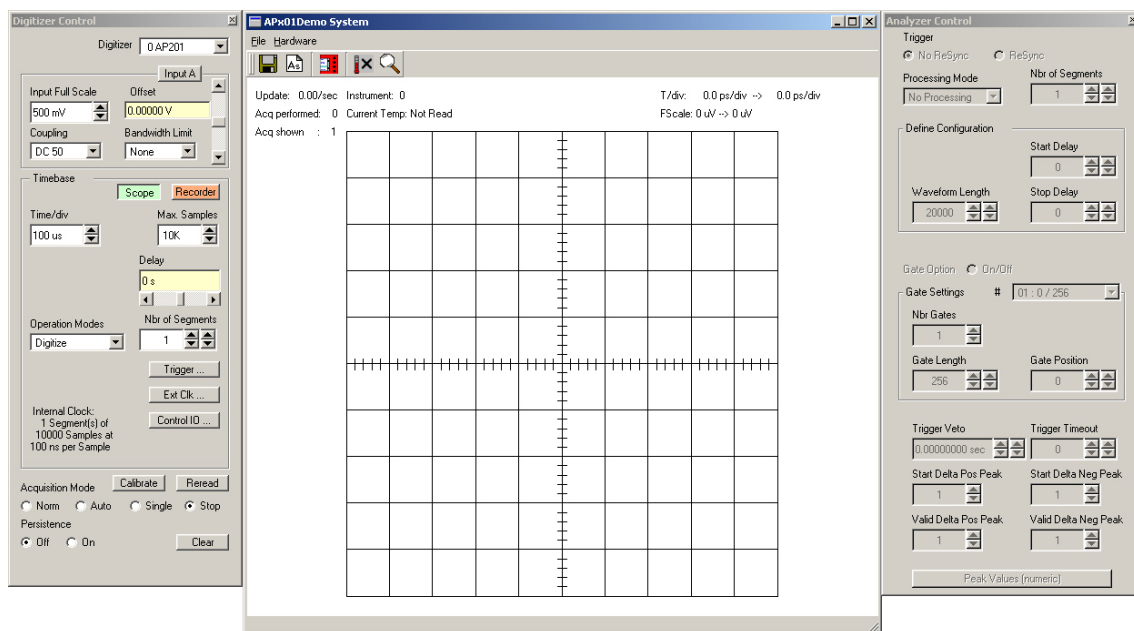 Digitizer Control
Digitizer 0 AP201
Input A
Input Full Scale Offset
500 mV 0.00000 V
Coupling Bandwidth Limit
DC 50 None
Timebase
Scope Recorder
Time/div Max. Samples
100 us 10K
Delay
0 s
Operation Modes Nbr of Segments
Digitize 1
Trigger ...
Ext Clk ...
Control IO ...
Internal Clock:
1 Segment(s) of
10000 Samples at
100 ns per Sample
Acquisition Mode Calibrate Reread
Norm Auto Single Stop
Persistence
Off On Clear
APx01Demo System
File Hardware
As
Update: 0.00/sec Instrument: 0 T/div: 0.0 ps/div --> 0.0 ps/div
Acq performed: 0 Current Temp: Not Read FScale: 0 uV --> 0 uV
Acq shown : 1
Analyzer Control
Trigger
No ReSync ReSync
Processing Mode Nbr of Segments
No Processing 1
Define Configuration
Start Delay
0
Waveform Length Stop Delay
20000 0
Gate Option On/Off
Gate Settings # 01 : 0 / 256
Nbr Gates
1
Gate Length Gate Position
256 0
Trigger Veto Trigger Timeout
0.00000000 sec 0
Start Delta Pos Peak Start Delta Neg Peak
1 1
Valid Delta Pos Peak Valid Delta Neg Peak
1 1
Peak Values (numeric)